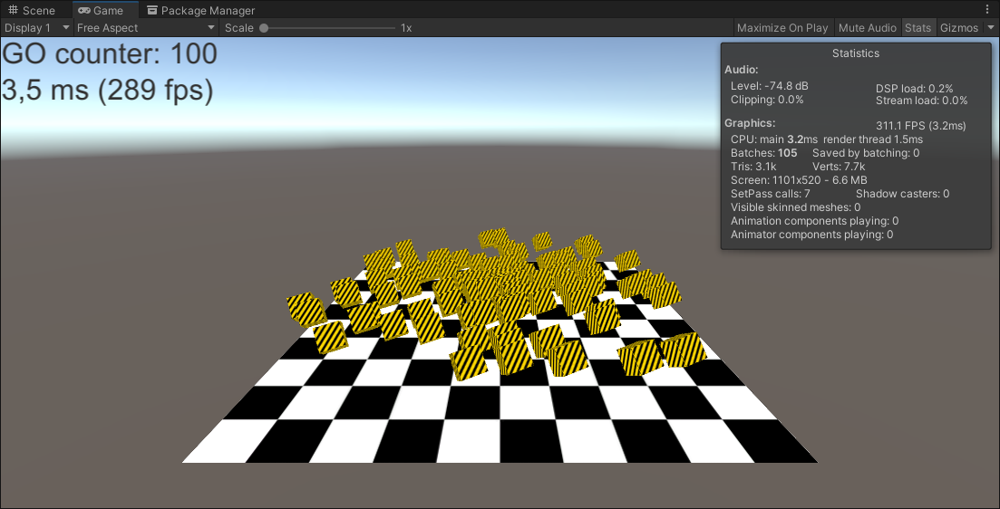 Scene Game Package Manager
Display 1 Free Aspect Scale 1x Maximize On Play Mute Audio Stats Gizmos
GO counter: 100
3,5 ms (289 fps)
Statistics
Audio:
Level: -74.8 dB DSP load: 0.2%
Clipping: 0.0% Stream load: 0.0%
Graphics: 311.1 FPS (3.2ms)
CPU: main 3.2ms render thread 1.5ms
Batches: 105 Saved by batching: 0
Tris: 3.1k Verts: 7.7k
Screen: 1101x520 - 6.6 MB
SetPass calls: 7 Shadow casters: 0
Visible skinned meshes: 0
Animation components playing: 0
Animator components playing: 0